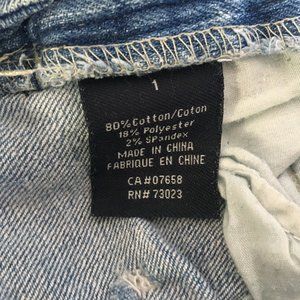 1
80% Cotton/Coton
18% Polyester
2% Spandex
MADE IN CHINA
FABRIQUE EN CHINE
CA#07658
RN#73023